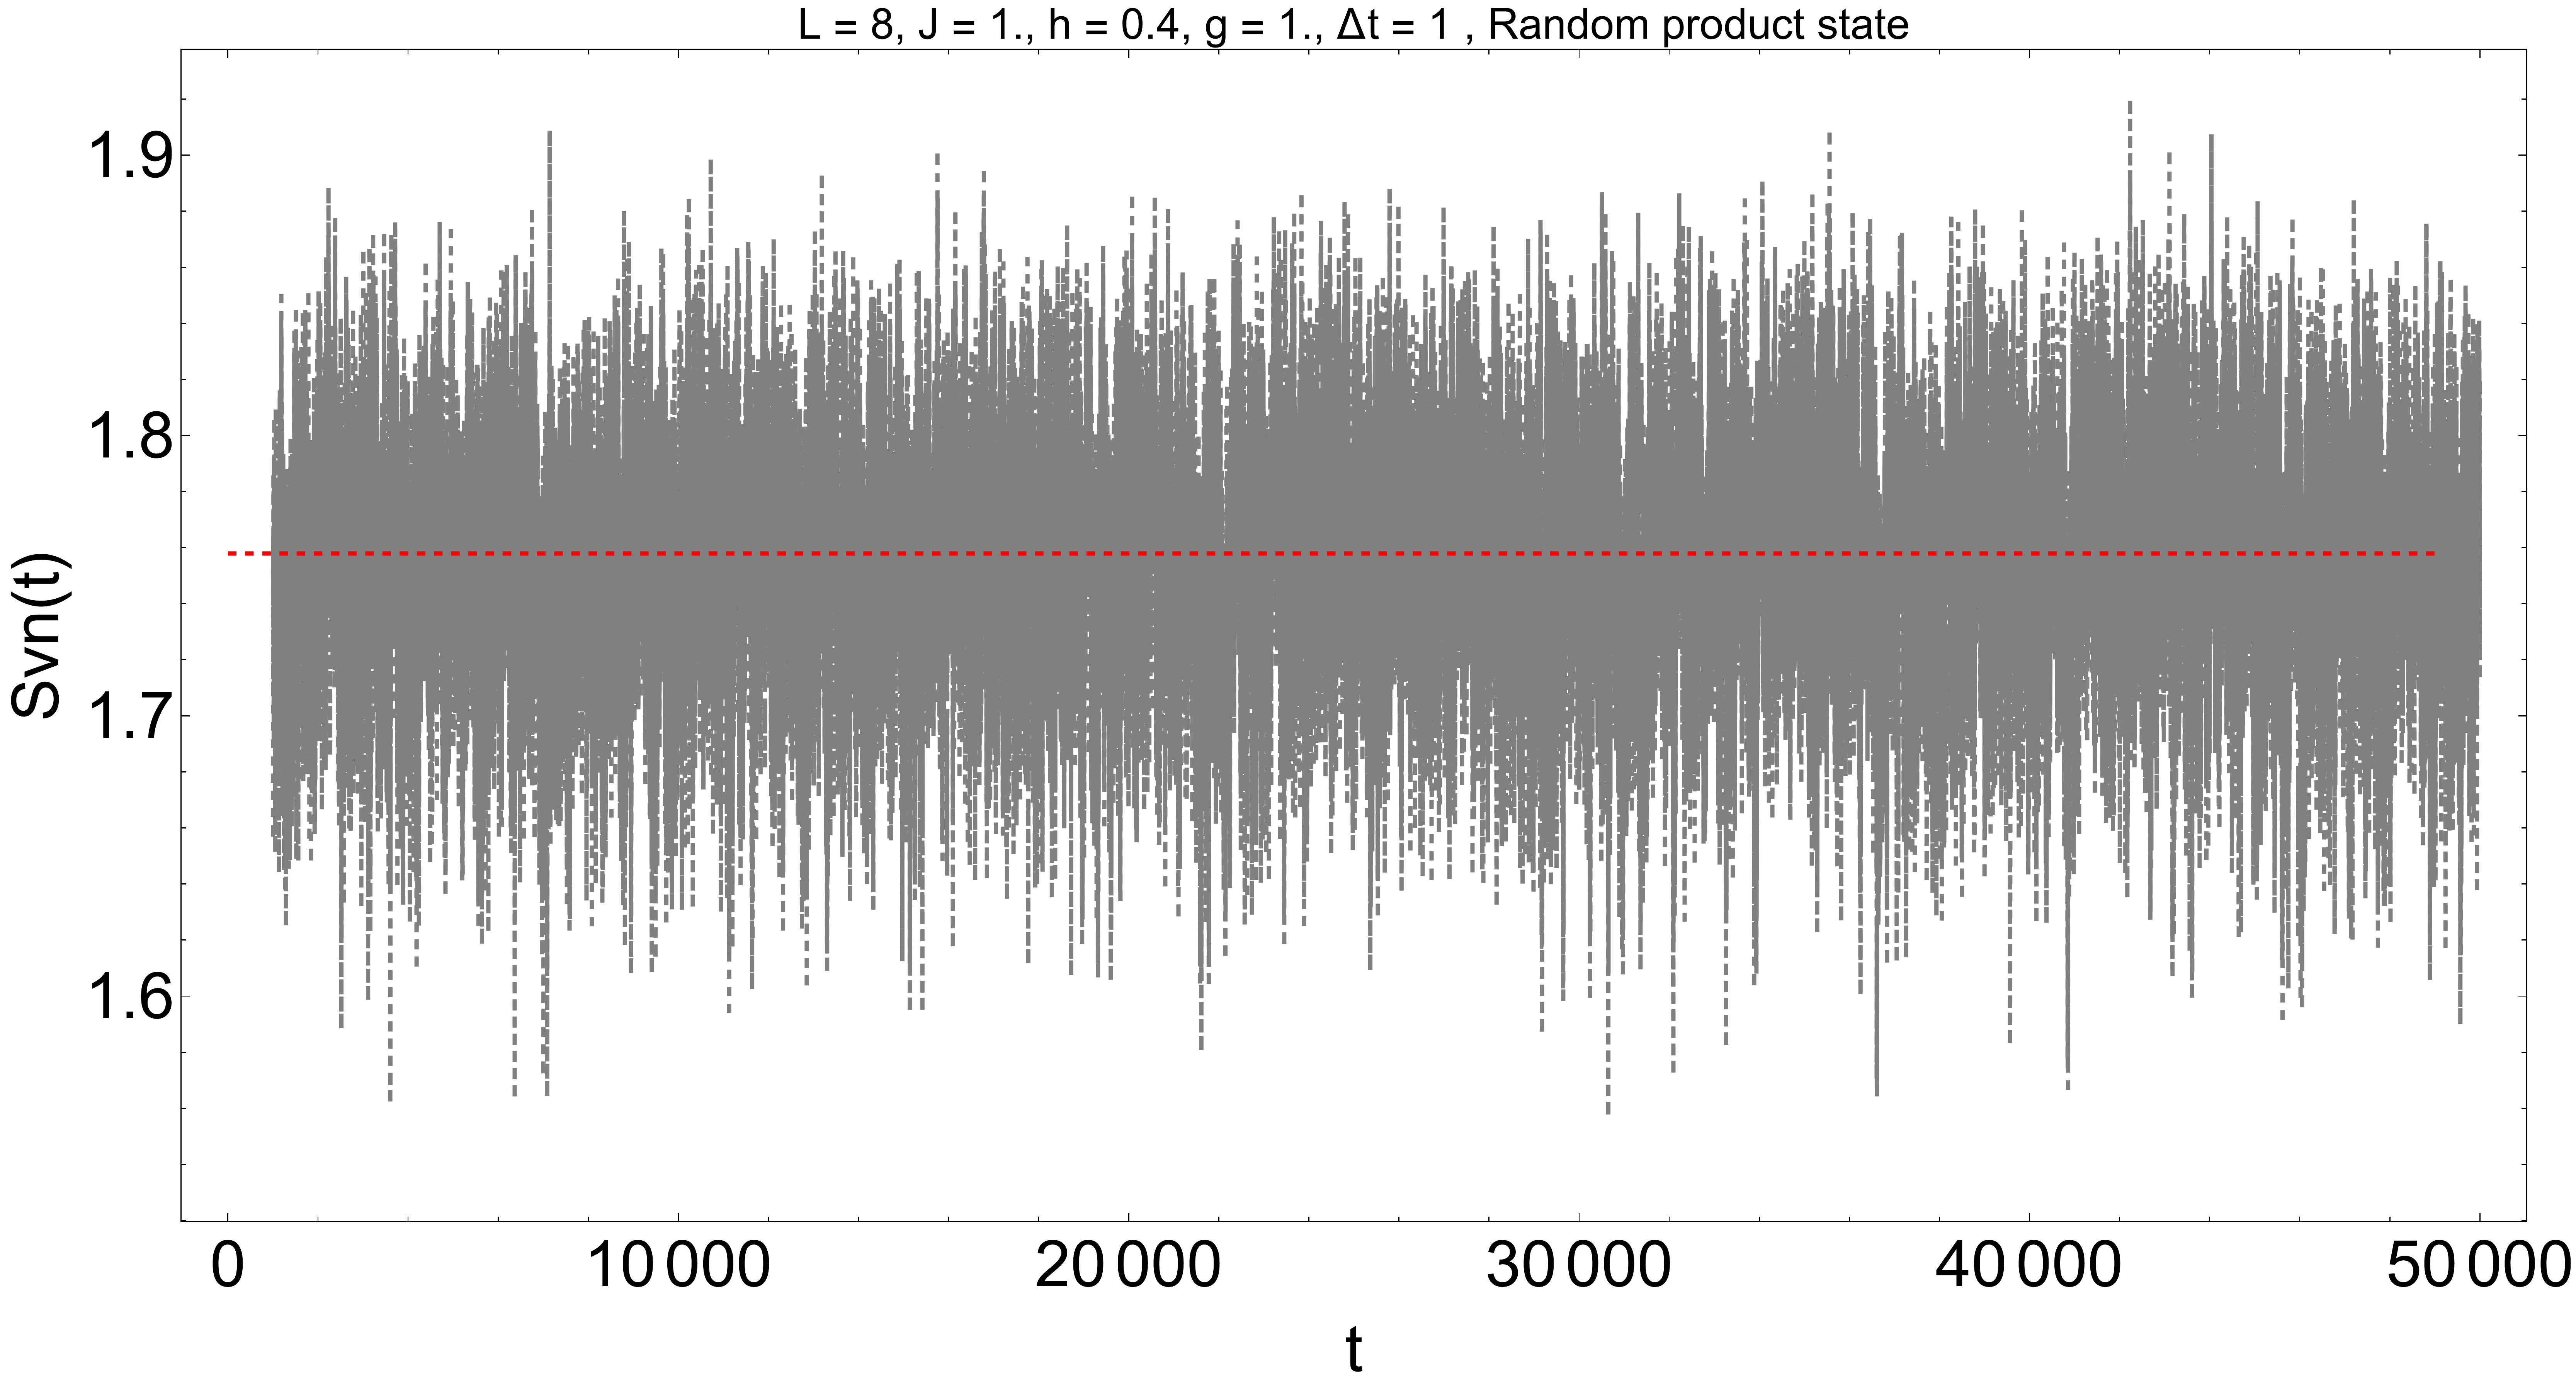 L = 8, J = 1., h = 0.4, g = 1., Δt = 1 , Random product state
1.9
1.8
1.7
1.6
Svn(t)
0 10 000 20 000 30 000 40 000 50 000
t